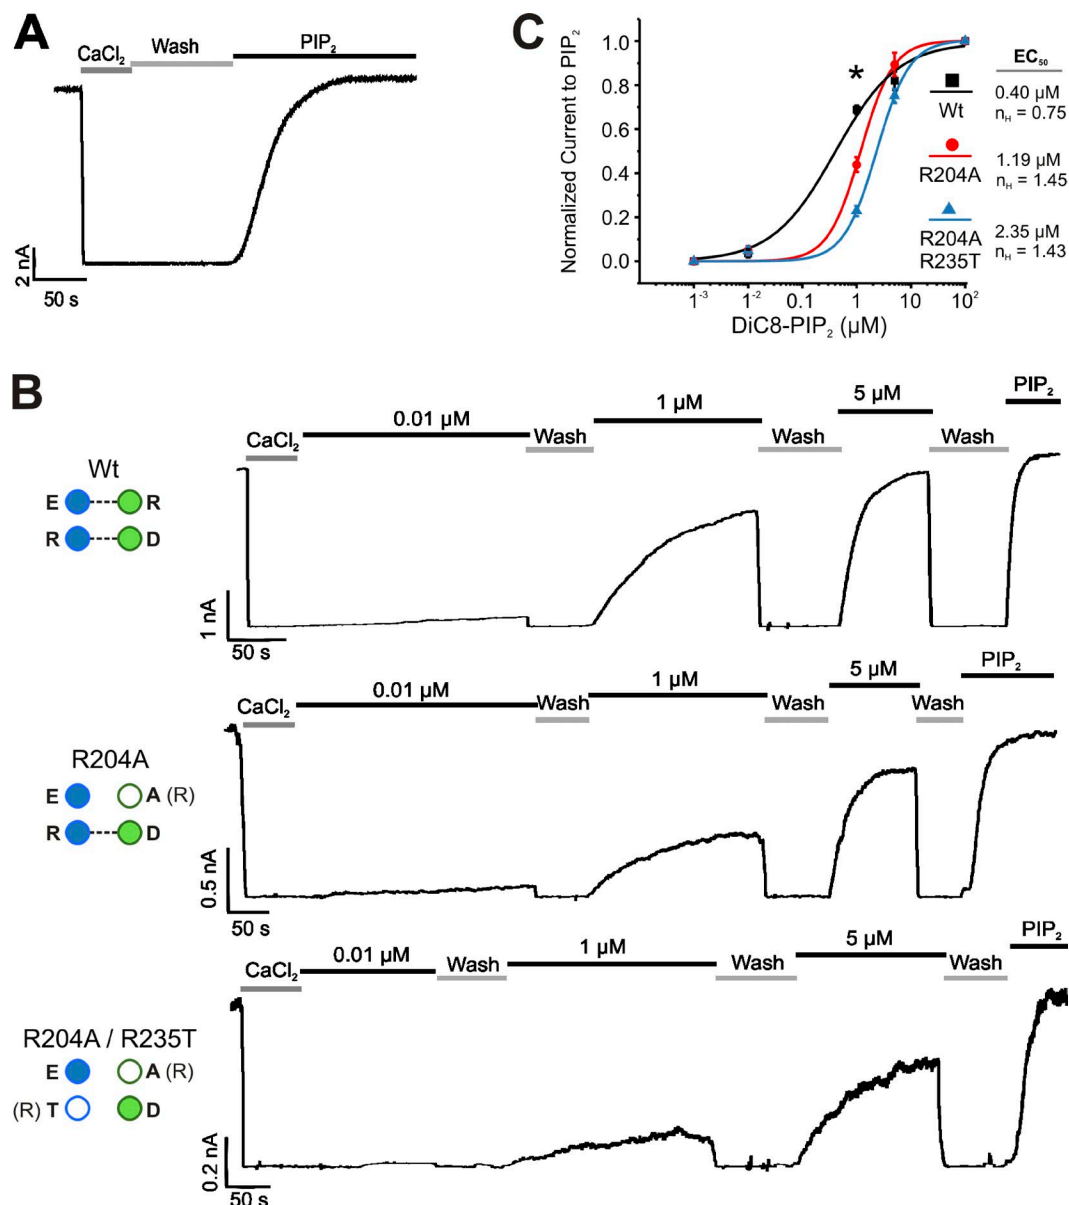 A
CaCl₂
Wash
PIP₂
2 nA
50 s
C
Normalized Current to PIP₂
1.0
0.8
0.6
0.4
0.2
0.0
*
1⁻³ 1⁻² 0.1 1 10 10²
DiC8-PIP₂ (µM)
EC₅₀
Wt
0.40 µM
n_H = 0.75
R204A
1.19 µM
n_H = 1.45
R204A
R235T
2.35 µM
n_H = 1.43
B
Wt
E R
R D
CaCl₂
0.01 µM
Wash
1 µM
Wash
5 µM
Wash
PIP₂
1 nA
50 s
R204A
E A (R)
R D
CaCl₂
0.01 µM
Wash
1 µM
Wash
5 µM
Wash
PIP₂
0.5 nA
50 s
R204A / R235T
E A (R)
(R) T D
CaCl₂
0.01 µM
Wash
1 µM
Wash
5 µM
Wash
PIP₂
0.2 nA
50 s